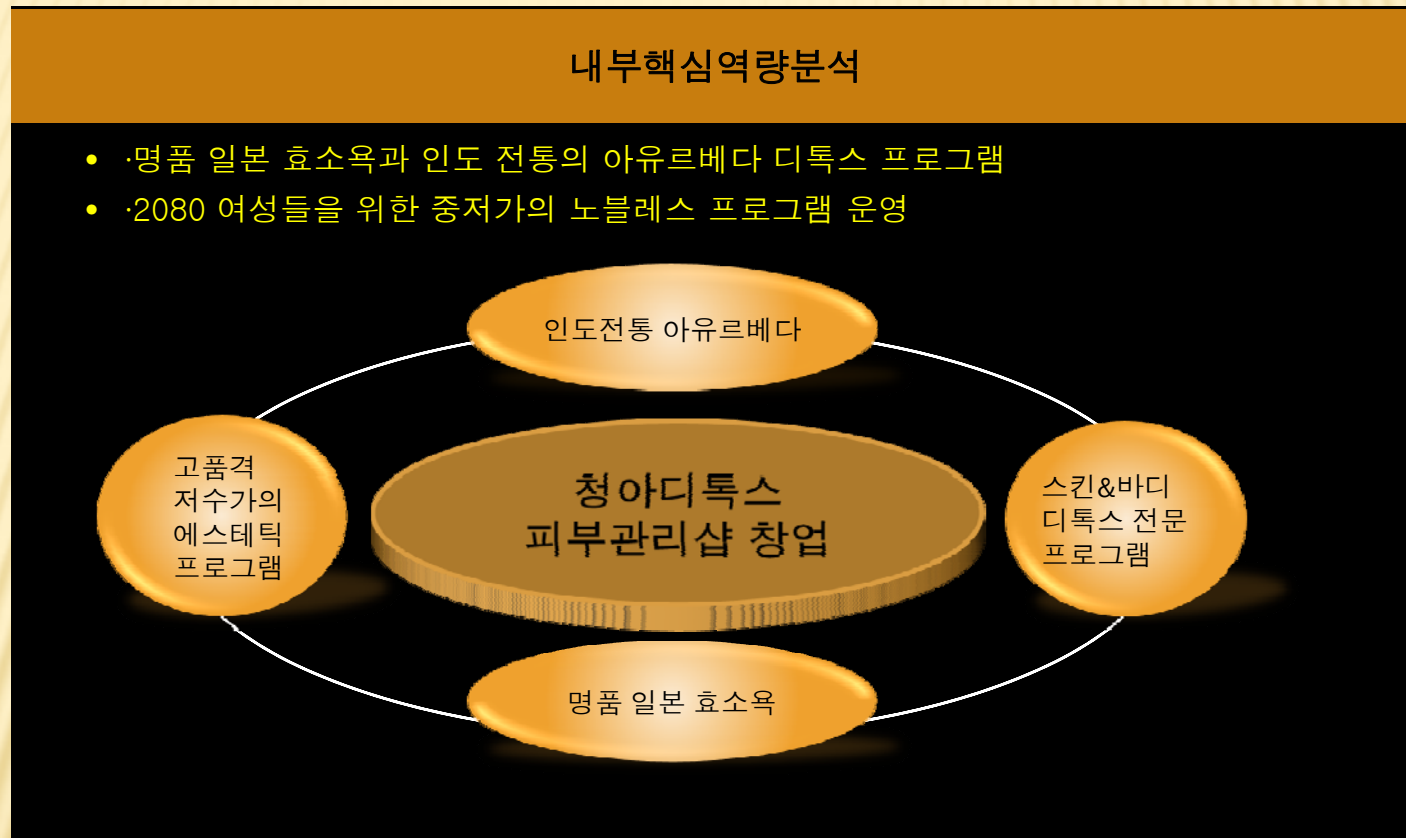 내부핵심역량분석
• ·명품 일본 효소욕과 인도 전통의 아유르베다 디톡스 프로그램
• ·2080 여성들을 위한 중저가의 노블레스 프로그램 운영
인도전통 아유르베다
고품격
저수가의
에스테틱
프로그램
청아디톡스
피부관리샵 창업
스킨&바디
디톡스 전문
프로그램
명품 일본 효소욕